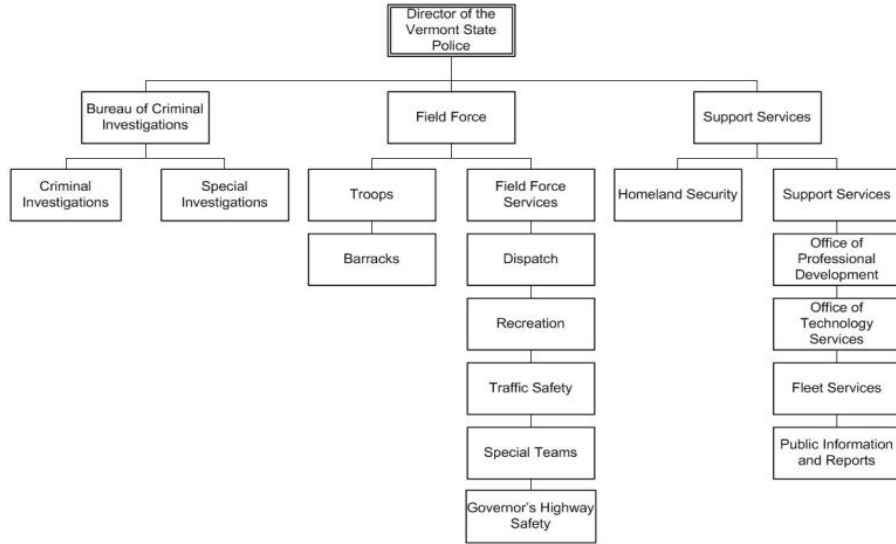 Director of the
Vermont State
Police
Bureau of Criminal
Investigations
Field Force
Support Services
Criminal
Investigations
Special
Investigations
Troops
Field Force
Services
Homeland Security
Support Services
Barracks
Dispatch
Office of
Professional
Development
Recreation
Office of
Technology
Services
Traffic Safety
Fleet Services
Special Teams
Public Information
and Reports
Governor's Highway
Safety